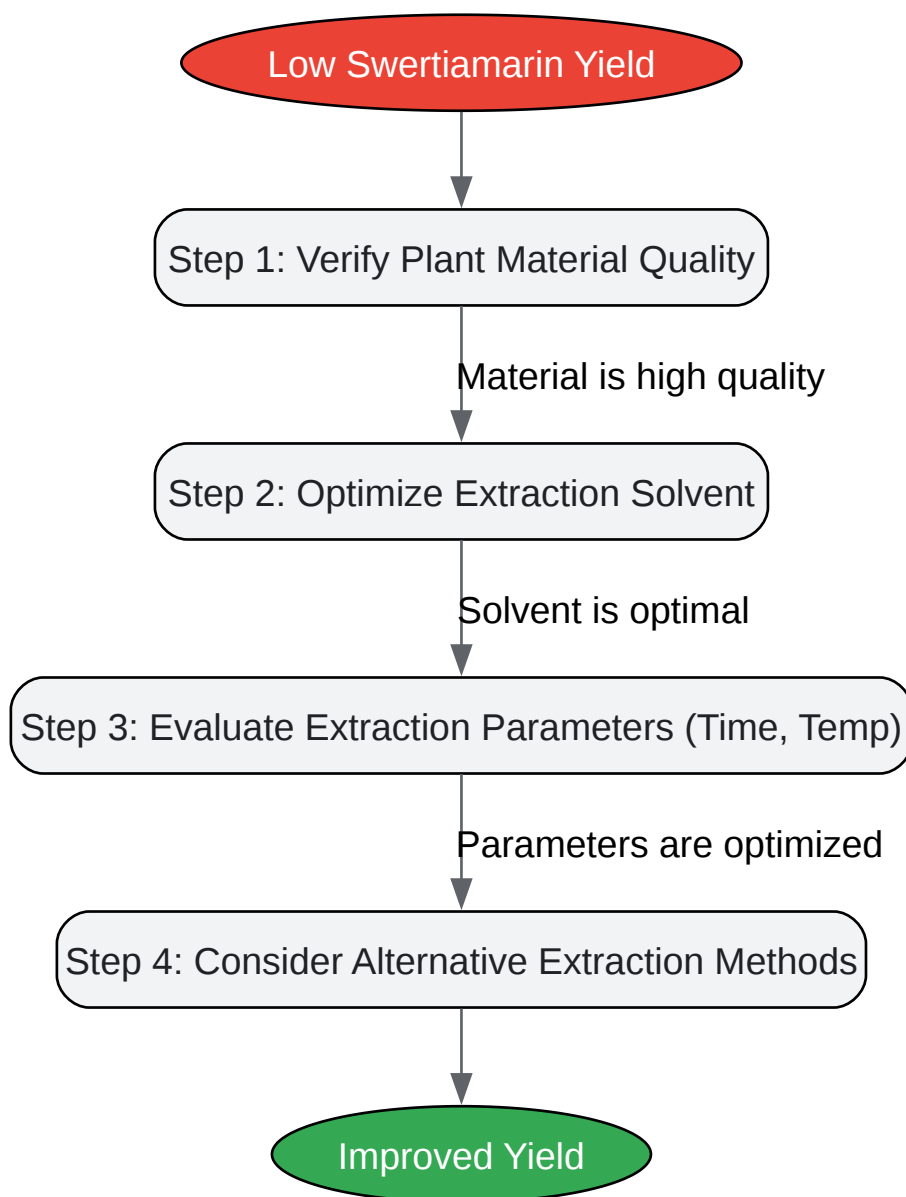 Low Swertiamarin Yield
Step 1: Verify Plant Material Quality
Material is high quality
Step 2: Optimize Extraction Solvent
Solvent is optimal
Step 3: Evaluate Extraction Parameters (Time, Temp)
Parameters are optimized
Step 4: Consider Alternative Extraction Methods
Improved Yield